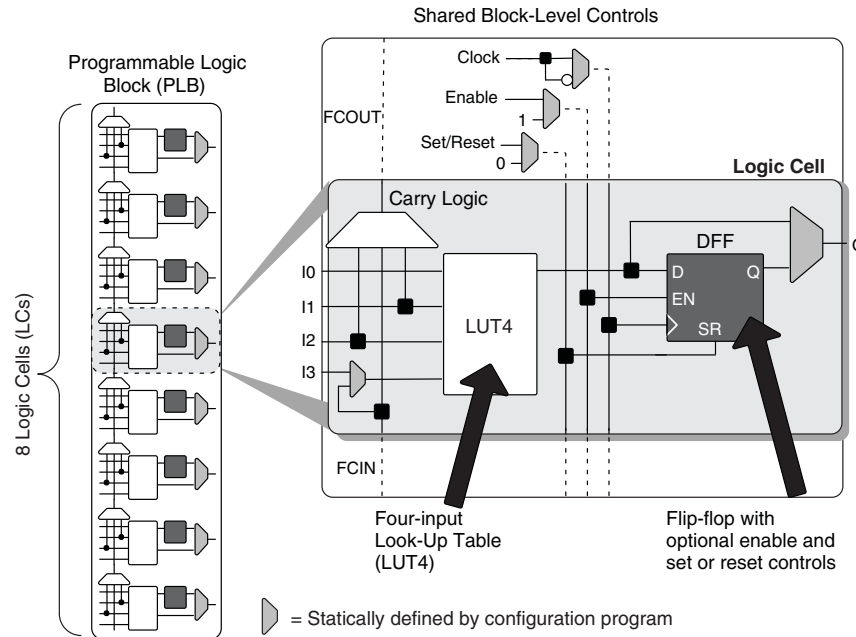 Shared Block-Level Controls
Programmable Logic
Block (PLB)
8 Logic Cells (LCs)
Clock
Enable
1
FCOUT
Set/Reset
0
Logic Cell
Carry Logic
DFF
I0
I1
I2
I3
LUT4
D
Q
EN
SR
FCIN
Four-input
Look-Up Table
(LUT4)
Flip-flop with
optional enable and
set or reset controls
= Statically defined by configuration program